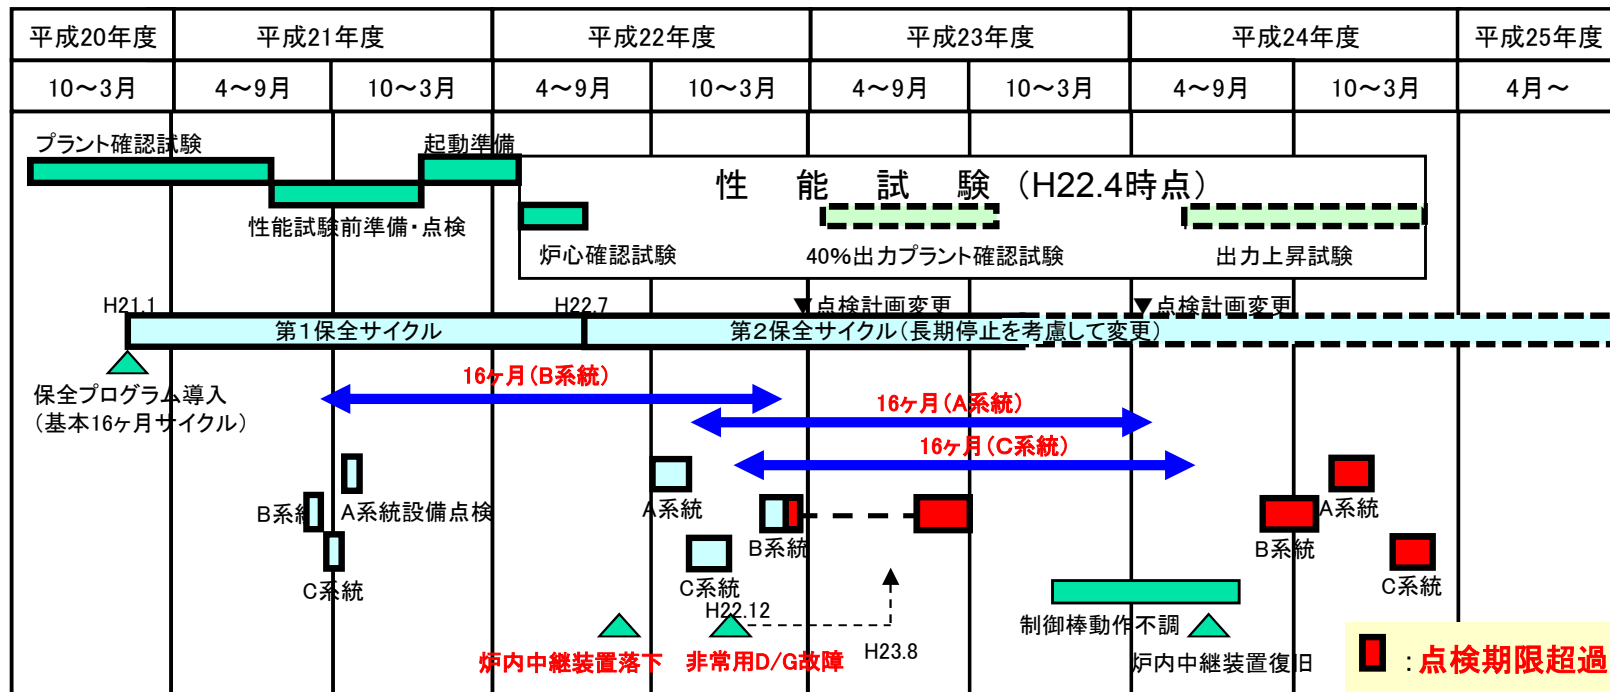 平成20年度 平成21年度 平成22年度 平成23年度 平成24年度 平成25年度
10～3月 4～9月 10～3月 4～9月 10～3月 4～9月 10～3月 4～9月 10～3月 4月～
プラント確認試験
起動準備
性能試験前準備・点検
性能試験(H22.4時点)
炉心確認試験
40%出力プラント確認試験
出力上昇試験
H21.1
H22.7
▼点検計画変更
▼点検計画変更
第1保全サイクル
第2保全サイクル(長期停止を考慮して変更)
保全プログラム導入
(基本16ヶ月サイクル)
16ヶ月(B系統)
16ヶ月(A系統)
16ヶ月(C系統)
B系統
A系統設備点検
C系統
A系統
B系統
C系統
A系統
B系統
C系統
H22.12
H23.8
炉内中継装置落下
非常用D/G故障
制御棒動作不調
炉内中継装置復旧
：点検期限超過